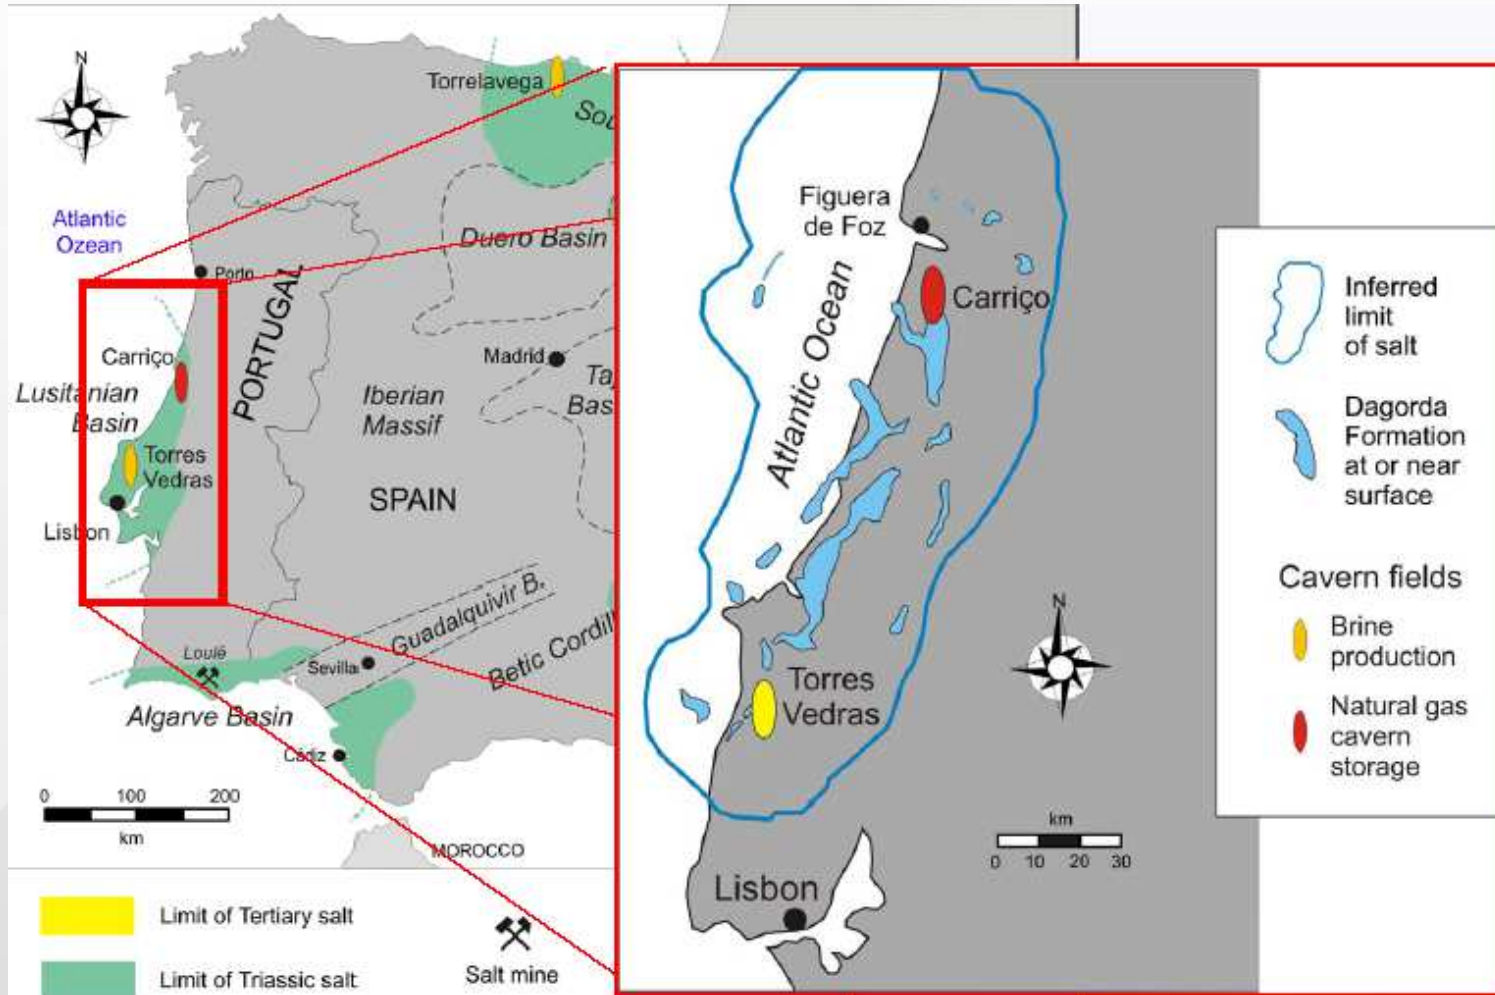 N
Torrelavega
Sou
Atlantic
Ozean
Duero Basin
Porto
PORTUGAL
Carriço
Madrid
Lusitanian
Basin
Iberian
Massif
Ta
Bas
Torres
Vedras
SPAIN
Lisbon
Guadalquivir B.
Loulé
Sevilla
Betic Cordil
Algarve Basin
Cádiz
0 100 200
km
MOROCCO
Limit of Tertiary salt
Limit of Triassic salt
Salt mine
Figuera
de Foz
Carriço
Atlantic Ocean
N
Torres
Vedras
km
0 10 20 30
Lisbon
Inferred
limit
of salt
Dagorda
Formation
at or near
surface
Cavern fields
Brine
production
Natural gas
cavern
storage